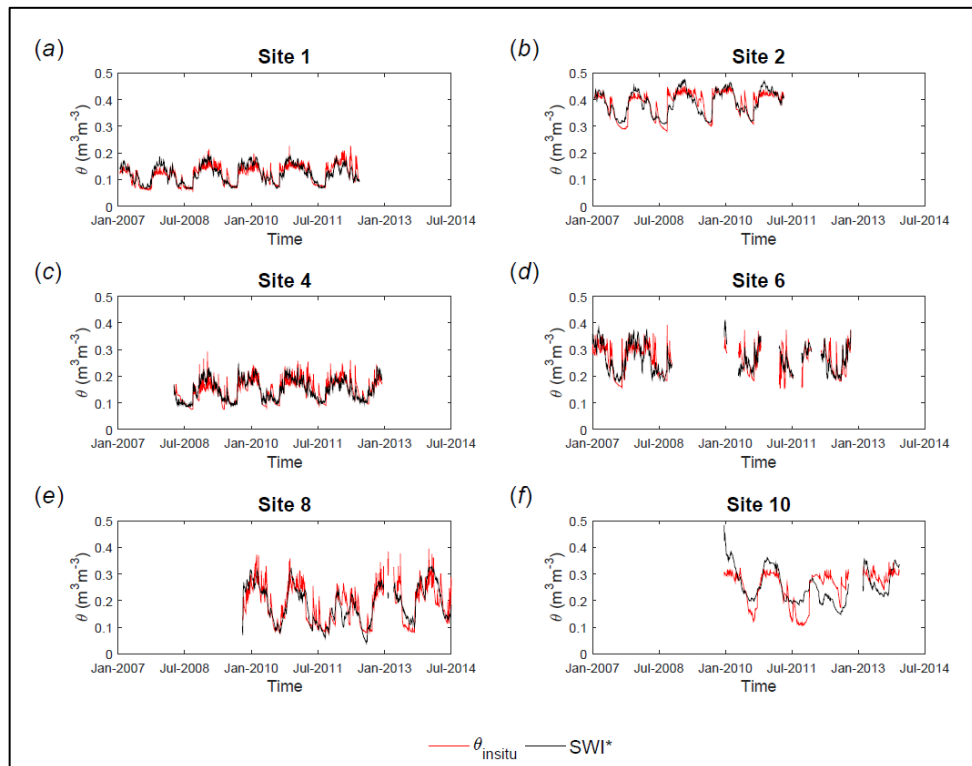 (a)
Site 1
θ (m³m⁻³)
0.5
0.4
0.3
0.2
0.1
0
Jan-2007 Jul-2008 Jan-2010 Jul-2011 Jan-2013 Jul-2014
Time
(b)
Site 2
θ (m³m⁻³)
0.5
0.4
0.3
0.2
0.1
0
Jan-2007 Jul-2008 Jan-2010 Jul-2011 Jan-2013 Jul-2014
Time
(c)
Site 4
θ (m³m⁻³)
0.5
0.4
0.3
0.2
0.1
0
Jan-2007 Jul-2008 Jan-2010 Jul-2011 Jan-2013 Jul-2014
Time
(d)
Site 6
θ (m³m⁻³)
0.5
0.4
0.3
0.2
0.1
0
Jan-2007 Jul-2008 Jan-2010 Jul-2011 Jan-2013 Jul-2014
Time
(e)
Site 8
θ (m³m⁻³)
0.5
0.4
0.3
0.2
0.1
0
Jan-2007 Jul-2008 Jan-2010 Jul-2011 Jan-2013 Jul-2014
Time
(f)
Site 10
θ (m³m⁻³)
0.5
0.4
0.3
0.2
0.1
0
Jan-2007 Jul-2008 Jan-2010 Jul-2011 Jan-2013 Jul-2014
Time
θinsitu SWI*